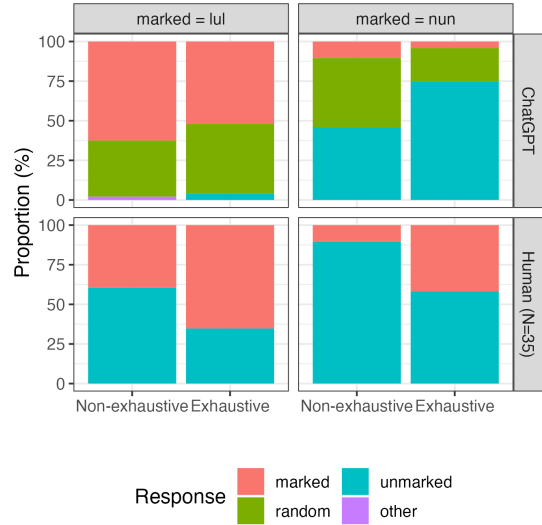 marked = lul
marked = nun
100
75
50
25
0
ChatGPT
100
75
50
25
0
Human (N=35)
Proportion (%)
Non-exhaustive Exhaustive
Non-exhaustive Exhaustive
Response
marked
unmarked
random
other